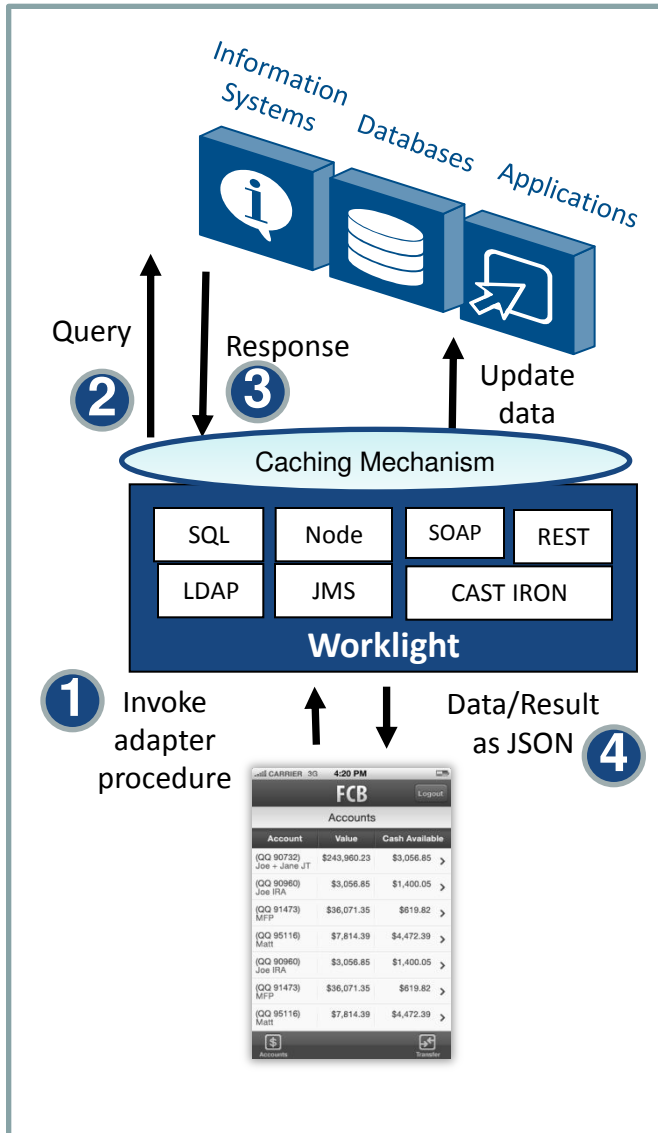 Information
Systems
Databases
Applications
Query
2
Response
3
Update
data
Caching Mechanism
SQL
Node
SOAP
REST
LDAP
JMS
CAST IRON
Worklight
1
Invoke
adapter
procedure
Data/Result
as JSON
4
CARRIER 3G 4:20 PM
FCB
Logout
Accounts
Account Value Cash Available
(QQ 90732) $243,960.23 $3,056.85
Joe + Jane JT
(QQ 90960) $3,056.85 $1,400.05
Joe IRA
(QQ 91473) $36,071.35 $619.82
MFP
(QQ 95116) $7,814.39 $4,472.39
Matt
(QQ 90960) $3,056.85 $1,400.05
Joe IRA
(QQ 91473) $36,071.35 $619.82
MFP
(QQ 95116) $7,814.39 $4,472.39
Matt
$
Accounts Transfer